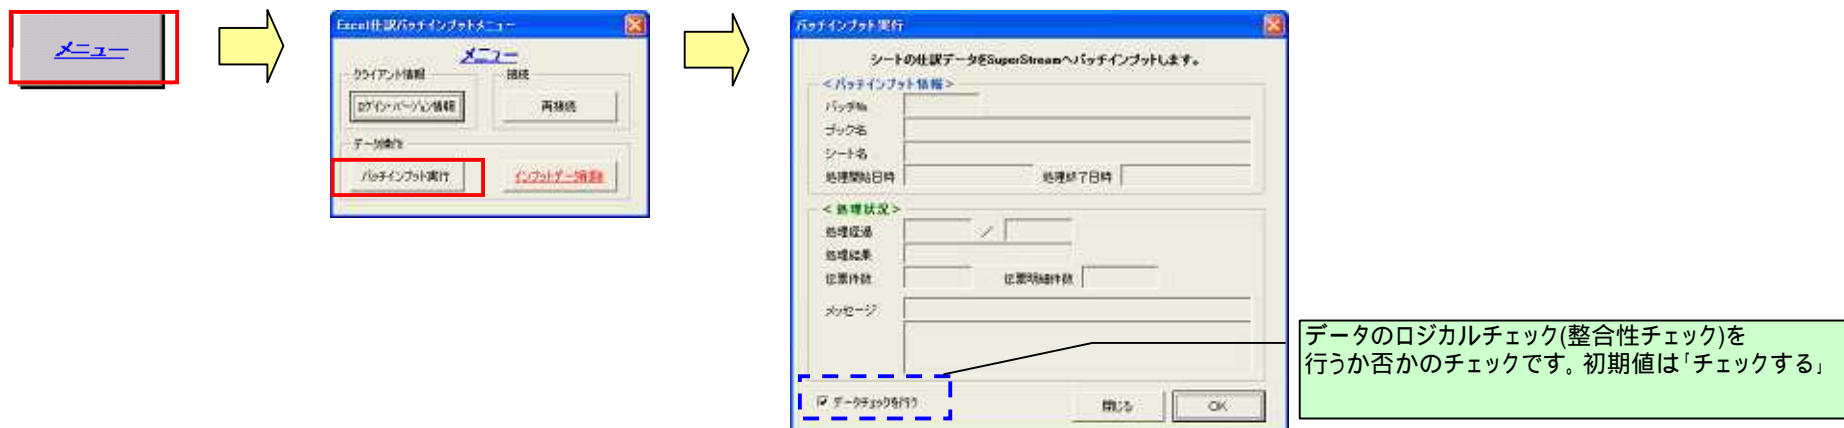 メニュー
Excel仕訳バッチインプットメニュー
メニュー
クライアント情報
接続
ログイン・バージョン情報
再接続
データ操作
バッチインプット実行
インプットデータ削除
バッチインプット実行
シートの仕訳データをSuperStreamへバッチインプットします。
<バッチインプット情報>
バッチNo
ブック名
シート名
処理開始日時
処理終了日時
<処理状況>
処理経過
／
処理結果
伝票件数
伝票明細件数
メッセージ
データチェックを行う
閉じる
OK
データのロジカルチェック(整合性チェック)を
行うか否かのチェックです。初期値は「チェックする」